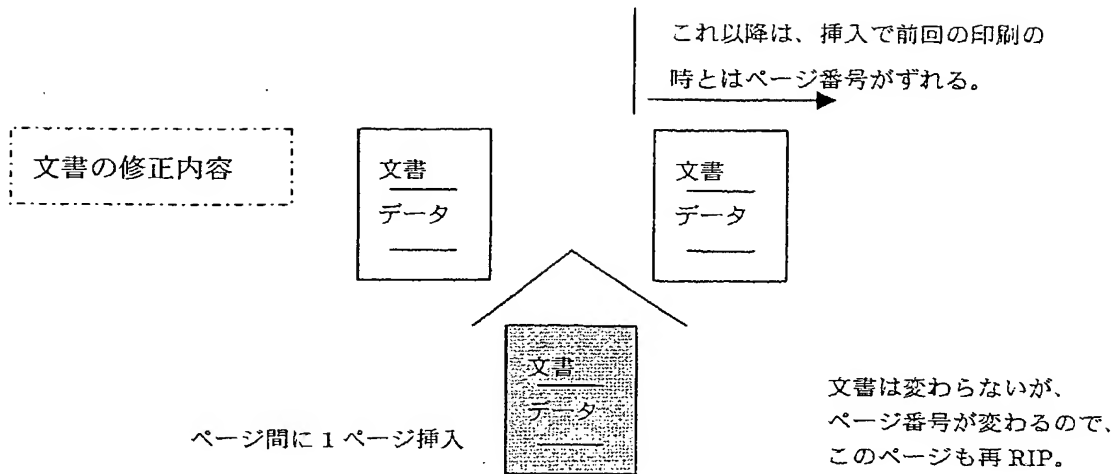 これ以降は、挿入で前回の印刷の
時とはページ番号がずれる。
文書の修正内容
文書
データ
文書
データ
文書
データ
ページ間に1ページ挿入
文書は変わらないが、
ページ番号が変わるので、
このページも再RIP。